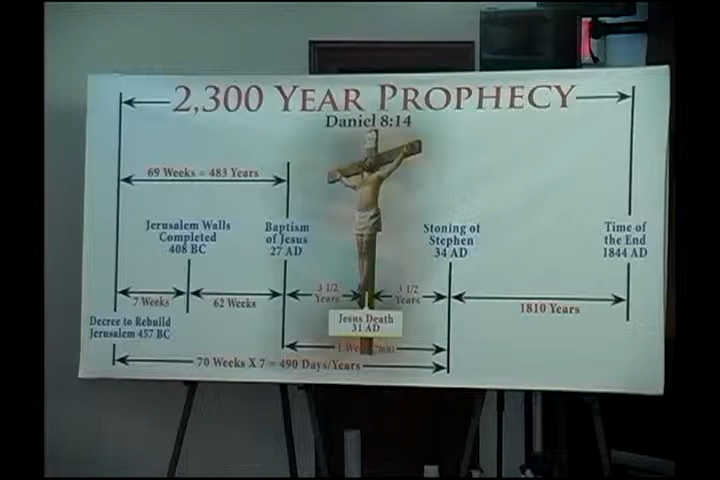 2,300 YEAR PROPHECY
Daniel 8:14
69 Weeks = 483 Years
Jerusalem Walls
Completed
408 BC
Baptism
of Jesus
27 AD
Stoning of
Stephen
34 AD
Time of
the End
1844 AD
7 Weeks
62 Weeks
3 1/2
Years
3 1/2
Years
1810 Years
Decree to Rebuild
Jerusalem 457 BC
Jesus Death
31 AD
70 Weeks X 7 = 490 Days/Years